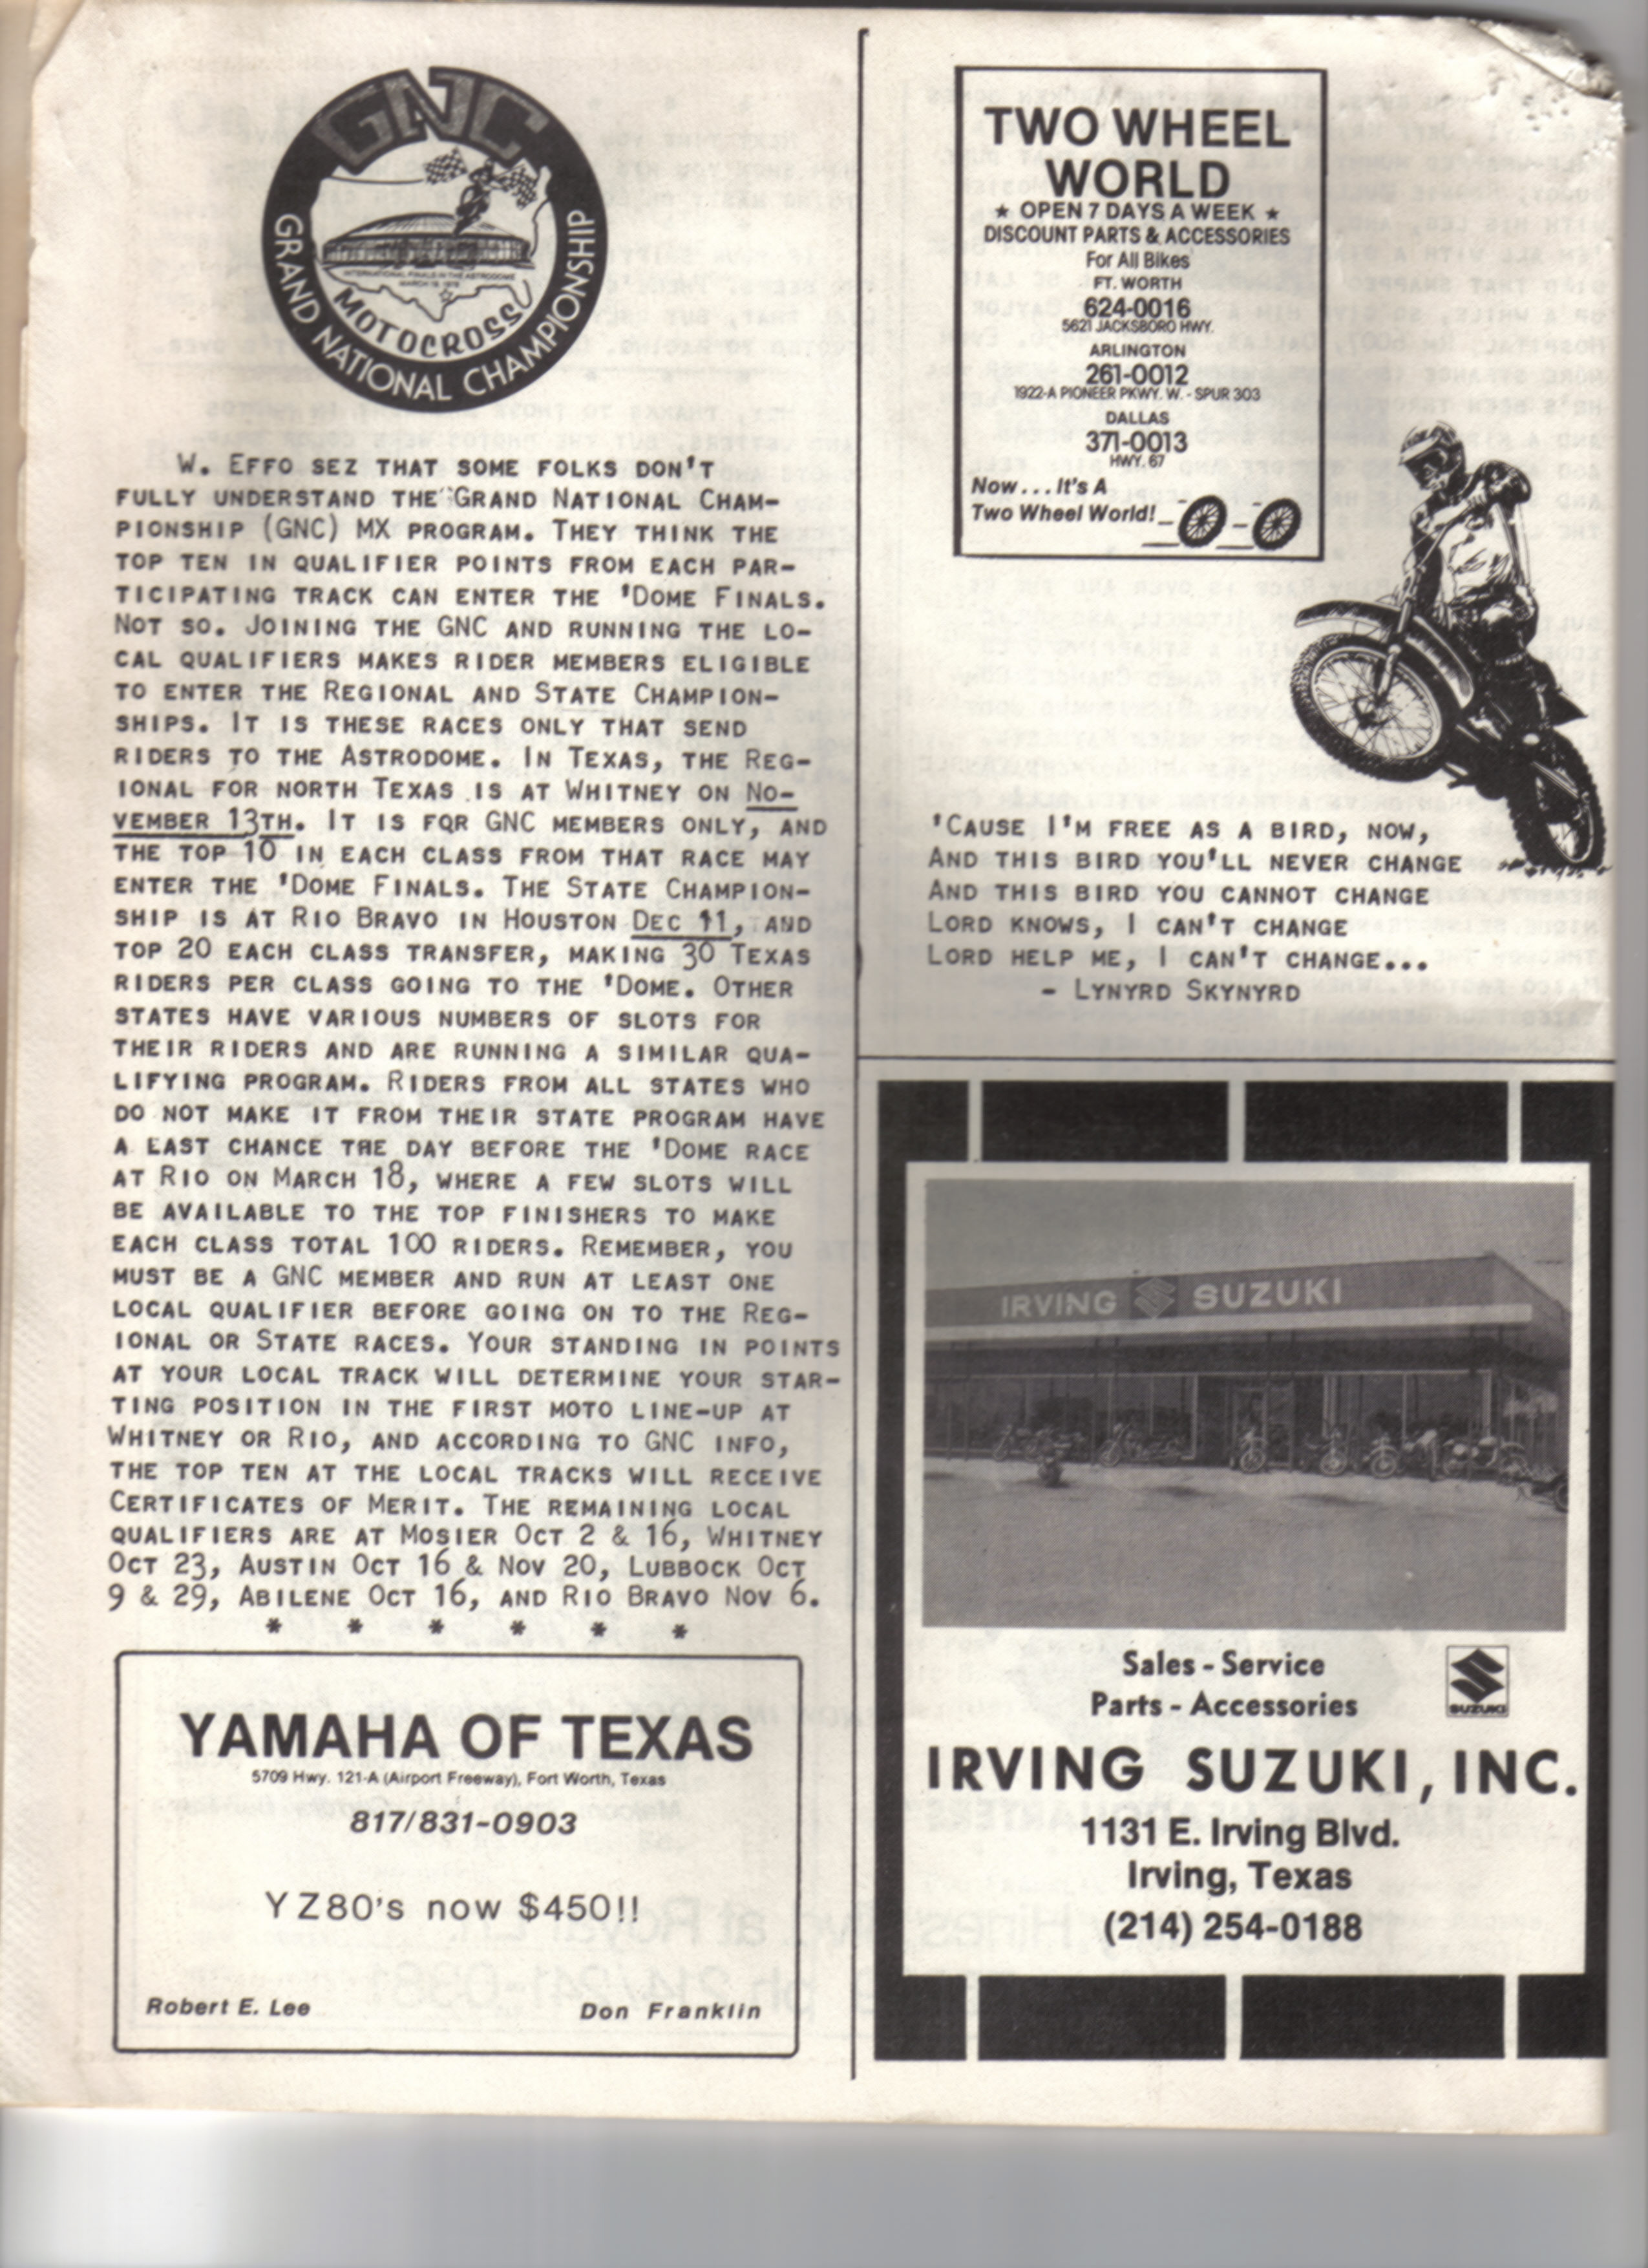 GNC
GRAND NATIONAL CHAMPIONSHIP
INTERNATIONAL FINALS IN THE ASTRODOME
MOTOCROSS
W. EFFO SEZ THAT SOME FOLKS DON'T
FULLY UNDERSTAND THE GRAND NATIONAL CHAM-
PIONSHIP (GNC) MX PROGRAM. THEY THINK THE
TOP TEN IN QUALIFIER POINTS FROM EACH PAR-
TICIPATING TRACK CAN ENTER THE 'DOME FINALS.
NOT SO. JOINING THE GNC AND RUNNING THE LO-
CAL QUALIFIERS MAKES RIDER MEMBERS ELIGIBLE
TO ENTER THE REGIONAL AND STATE CHAMPION-
SHIPS. IT IS THESE RACES ONLY THAT SEND
RIDERS TO THE ASTRODOME. IN TEXAS, THE REG-
IONAL FOR NORTH TEXAS IS AT WHITNEY ON NO-
VEMBER 13TH. IT IS FOR GNC MEMBERS ONLY, AND
THE TOP 10 IN EACH CLASS FROM THAT RACE MAY
ENTER THE 'DOME FINALS. THE STATE CHAMPION-
SHIP IS AT RIO BRAVO IN HOUSTON DEC 11, AND
TOP 20 EACH CLASS TRANSFER, MAKING 30 TEXAS
RIDERS PER CLASS GOING TO THE 'DOME. OTHER
STATES HAVE VARIOUS NUMBERS OF SLOTS FOR
THEIR RIDERS AND ARE RUNNING A SIMILAR QUA-
LIFYING PROGRAM. RIDERS FROM ALL STATES WHO
DO NOT MAKE IT FROM THEIR STATE PROGRAM HAVE
A LAST CHANCE THE DAY BEFORE THE 'DOME RACE
AT RIO ON MARCH 18, WHERE A FEW SLOTS WILL
BE AVAILABLE TO THE TOP FINISHERS TO MAKE
EACH CLASS TOTAL 100 RIDERS. REMEMBER, YOU
MUST BE A GNC MEMBER AND RUN AT LEAST ONE
LOCAL QUALIFIER BEFORE GOING ON TO THE REG-
IONAL OR STATE RACES. YOUR STANDING IN POINTS
AT YOUR LOCAL TRACK WILL DETERMINE YOUR STAR-
TING POSITION IN THE FIRST MOTO LINE-UP AT
WHITNEY OR RIO, AND ACCORDING TO GNC INFO,
THE TOP TEN AT THE LOCAL TRACKS WILL RECEIVE
CERTIFICATES OF MERIT. THE REMAINING LOCAL
QUALIFIERS ARE AT MOSIER OCT 2 & 16, WHITNEY
OCT 23, AUSTIN OCT 16 & NOV 20, LUBBOCK OCT
9 & 29, ABILENE OCT 16, AND RIO BRAVO NOV 6.
* * * * * *
YAMAHA OF TEXAS
5709 Hwy. 121-A (Airport Freeway), Fort Worth, Texas
817/831-0903
YZ80's now $450!!
Robert E. Lee Don Franklin
TWO WHEEL
WORLD
★ OPEN 7 DAYS A WEEK ★
DISCOUNT PARTS & ACCESSORIES
For All Bikes
FT. WORTH
624-0016
5621 JACKSBORO HWY.
ARLINGTON
261-0012
1922-A PIONEER PKWY. W. - SPUR 303
DALLAS
371-0013
HWY. 67
Now...It's A
Two Wheel World!
'CAUSE I'M FREE AS A BIRD, NOW,
AND THIS BIRD YOU'LL NEVER CHANGE
AND THIS BIRD YOU CANNOT CHANGE
LORD KNOWS, I CAN'T CHANGE
LORD HELP ME, I CAN'T CHANGE...
- LYNYRD SKYNYRD
IRVING SUZUKI
Sales - Service
Parts - Accessories
SUZUKI
IRVING SUZUKI, INC.
1131 E. Irving Blvd.
Irving, Texas
(214) 254-0188